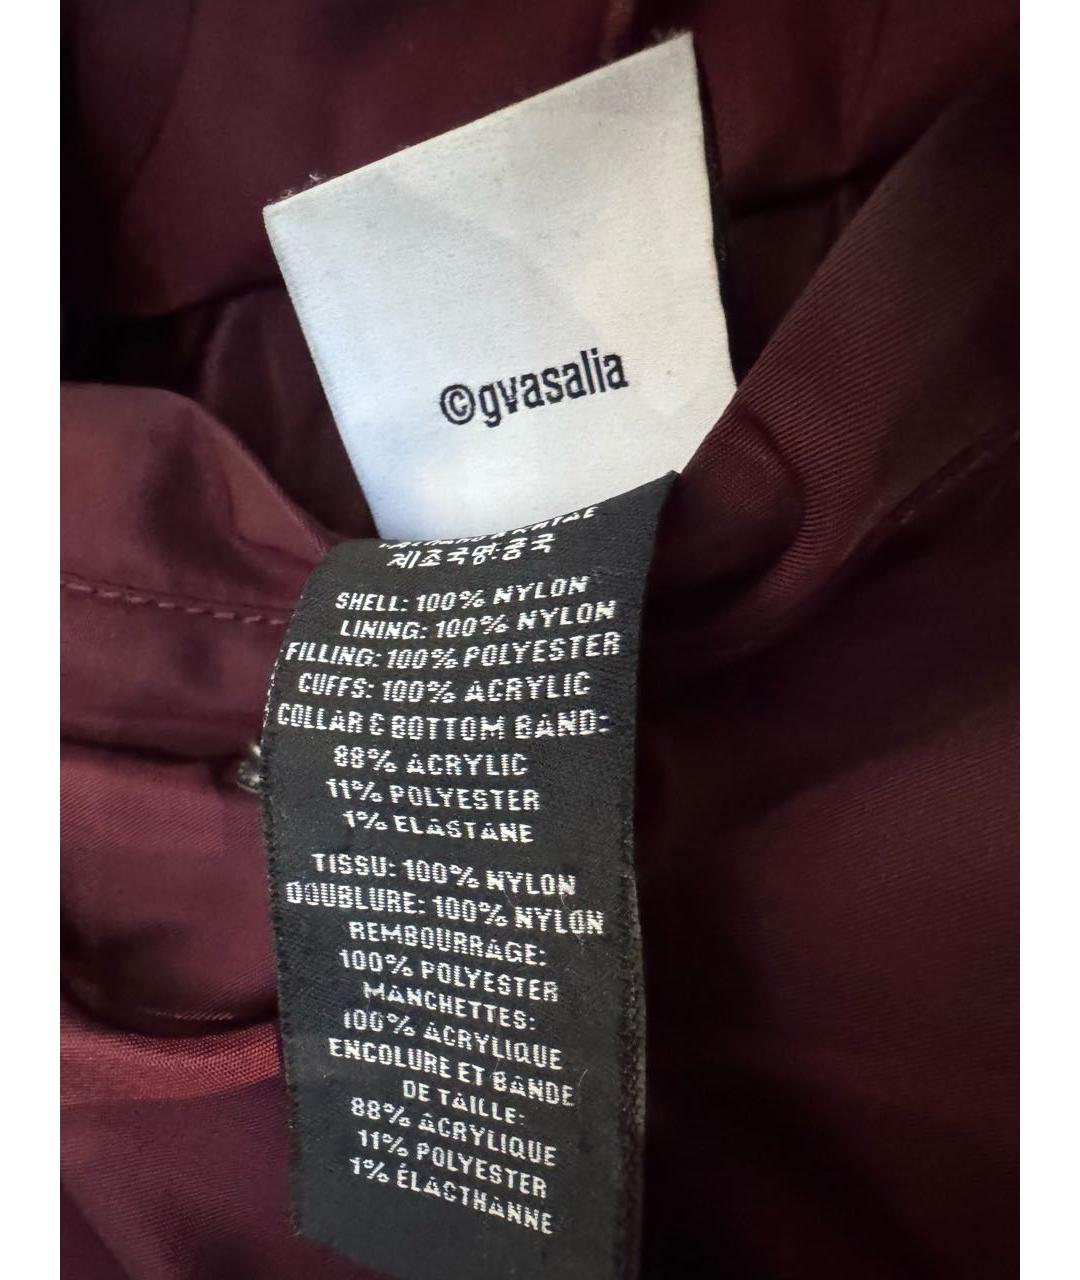 ©gvasalia
제조국명:중국
SHELL: 100% NYLON
LINING: 100% NYLON
FILLING: 100% POLYESTER
CUFFS: 100% ACRYLIC
COLLAR & BOTTOM BAND:
88% ACRYLIC
11% POLYESTER
1% ELASTANE
TISSU: 100% NYLON
DOUBLURE: 100% NYLON
REMBOURRAGE:
100% POLYESTER
MANCHETTES:
100% ACRYLIQUE
ENCOLURE ET BANDE
DE TAILLE:
88% ACRYLIQUE
11% POLYESTER
1% ÉLASTHANNE